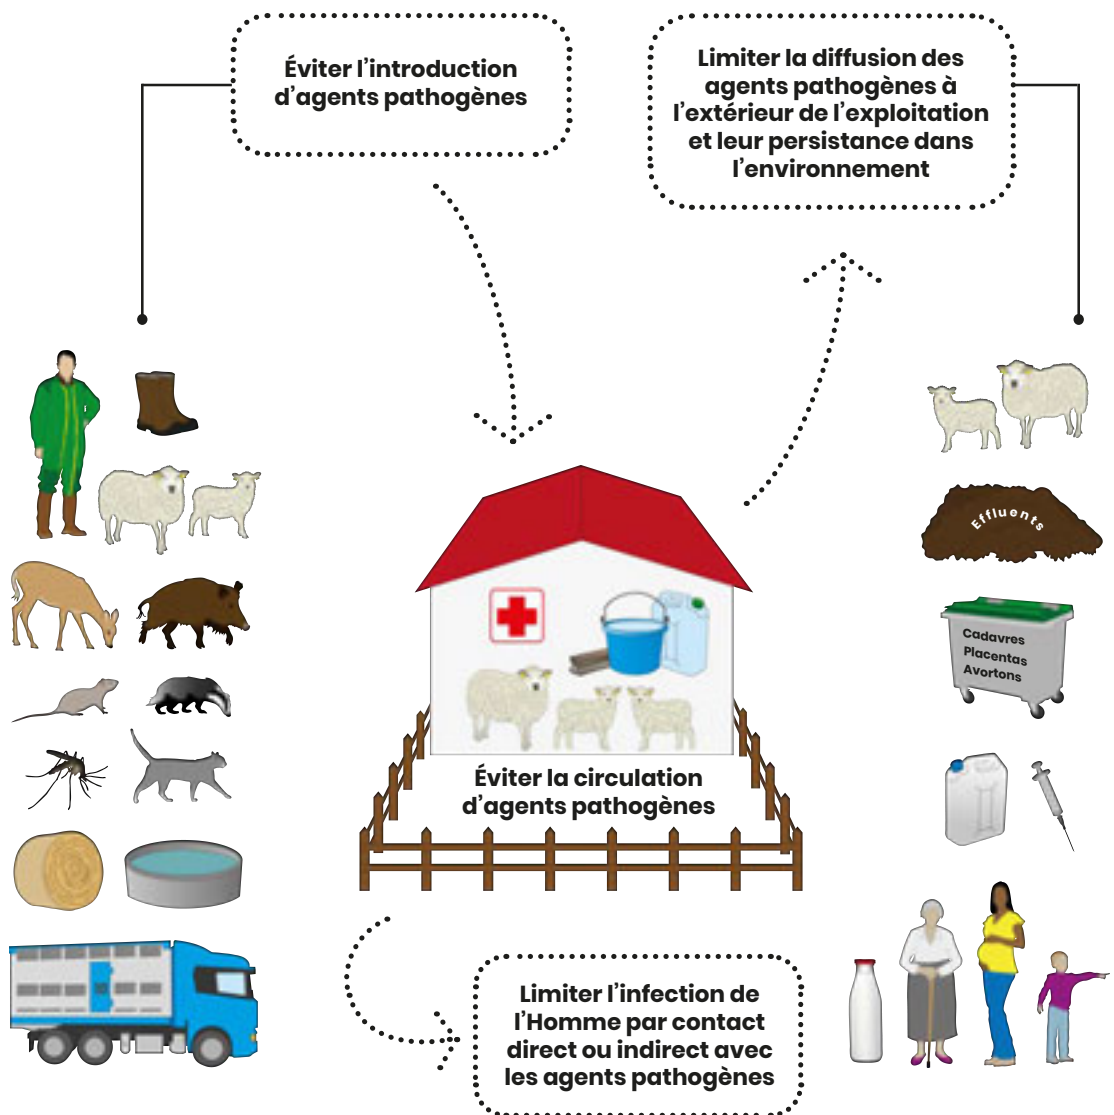 Éviter l'introduction
d'agents pathogènes
Limiter la diffusion des
agents pathogènes à
l'extérieur de l'exploitation
et leur persistance dans
l'environnement
Effluents
Cadavres
Placentas
Avortons
Éviter la circulation
d'agents pathogènes
Limiter l'infection de
l'Homme par contact
direct ou indirect avec
les agents pathogènes